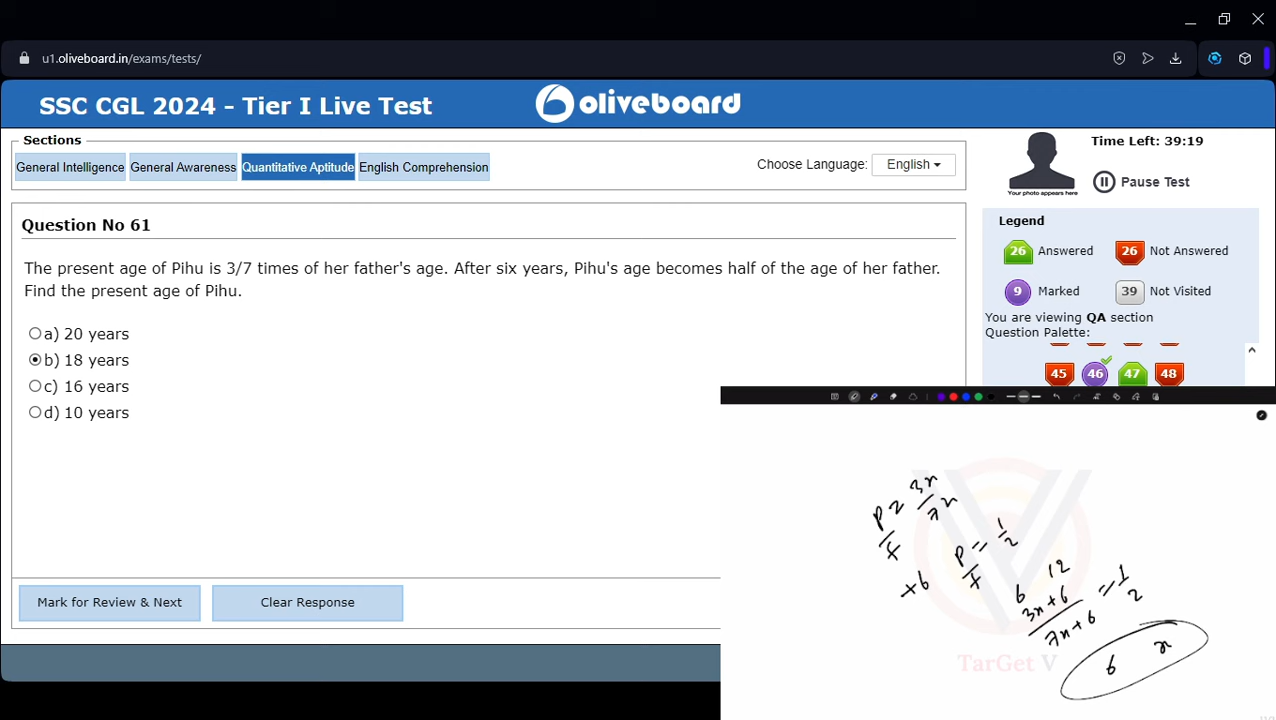 u1.oliveboard.in/exams/tests/
SSC CGL 2024 - Tier I Live Test
oliveboard
Sections
General Intelligence
General Awareness
Quantitative Aptitude
English Comprehension
Choose Language:
English
Time Left: 39:19
Your photo appears here
Pause Test
Question No 61
The present age of Pihu is 3/7 times of her father's age. After six years, Pihu's age becomes half of the age of her father.
Find the present age of Pihu.
a) 20 years
b) 18 years
c) 16 years
d) 10 years
Legend
26 Answered
26 Not Answered
9 Marked
39 Not Visited
You are viewing QA section
Question Palette:
45 46 47 48
Mark for Review & Next
Clear Response
P/f = 3x/7x
+6 P/f = 1/2
6 12
3x+6/7x+6 = 1/2
6 x
TarGet V